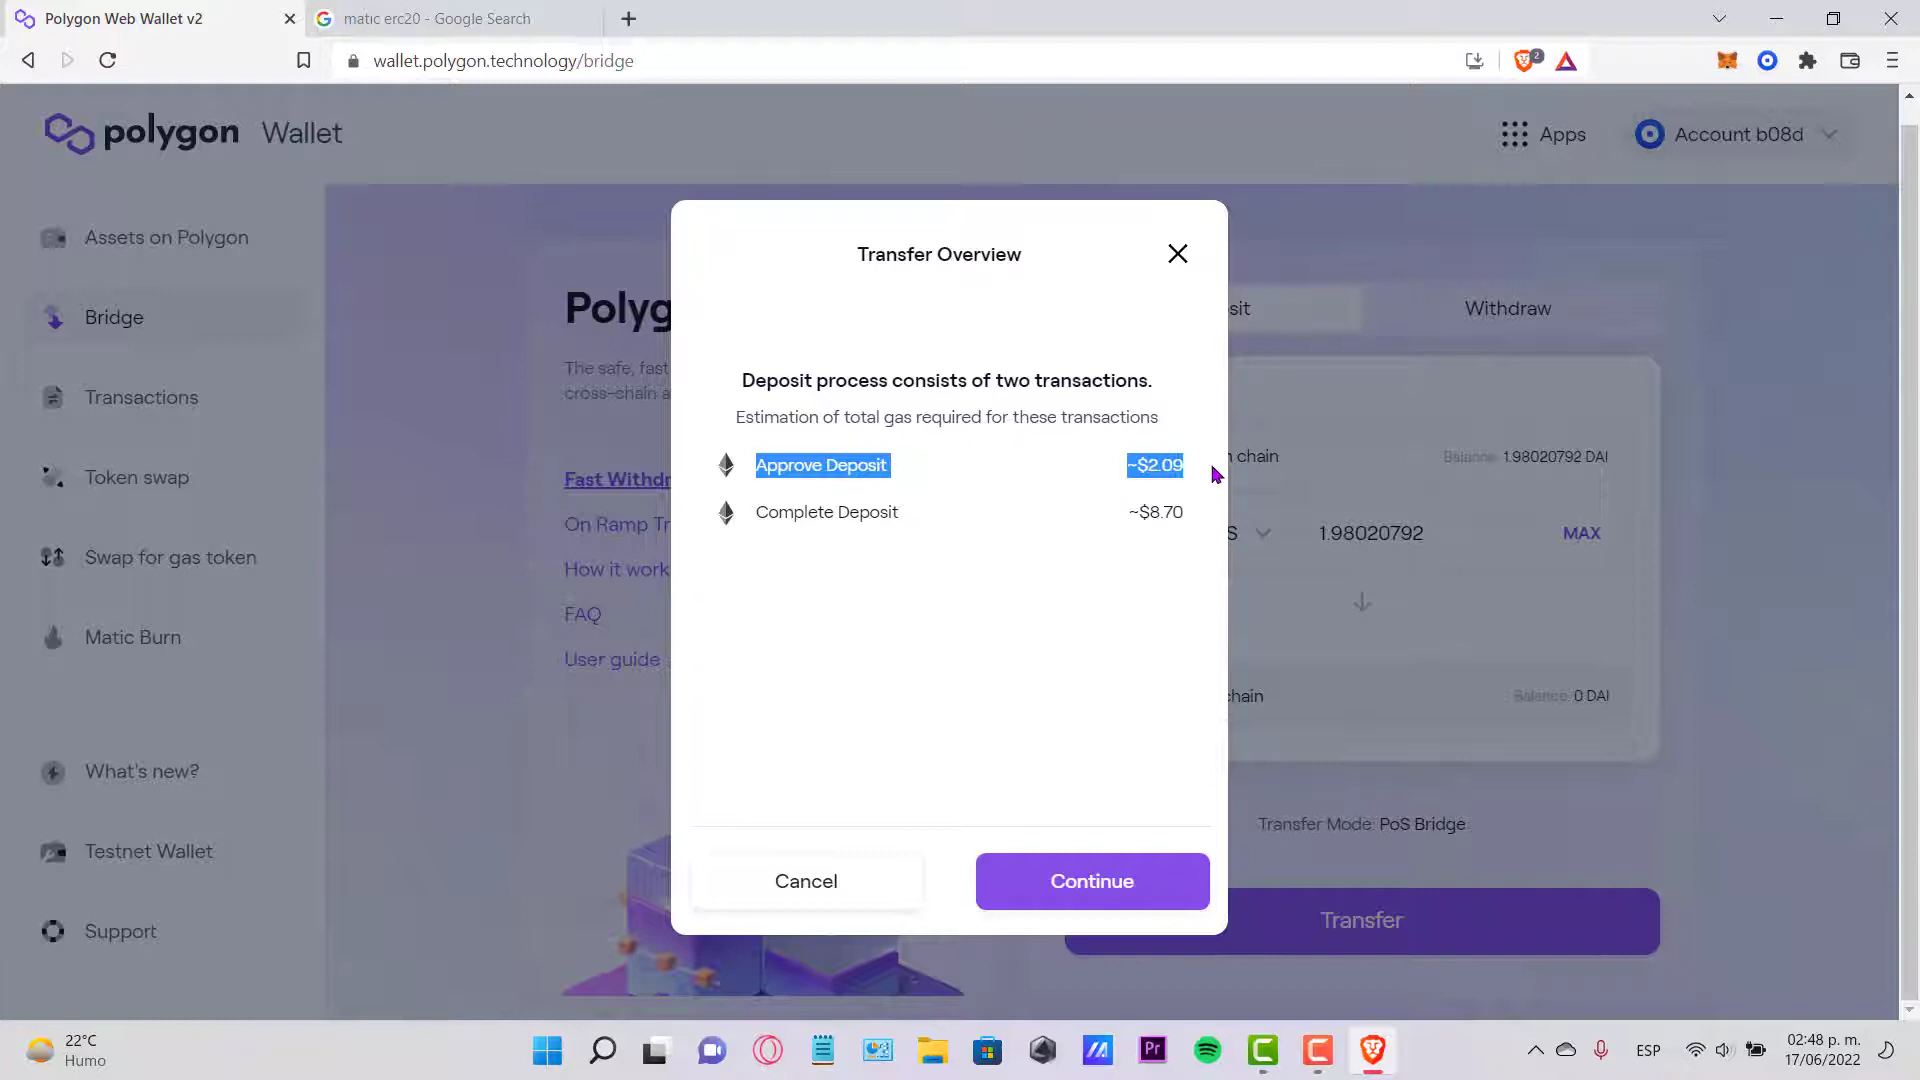 Polygon Web Wallet v2
matic erc20 - Google Search
wallet.polygon.technology/bridge
2
polygon Wallet
Apps
Account b08d
Assets on Polygon
Bridge
Transactions
Token swap
Swap for gas token
Matic Burn
What's new?
Testnet Wallet
Support
Polyg
The safe, fast
cross-chain a
Fast Withdr
On Ramp Tr
How it work
FAQ
User guide
Transfer Overview
Deposit process consists of two transactions.
Estimation of total gas required for these transactions
Approve Deposit ~$2.09
Complete Deposit ~$8.70
Cancel
Continue
sit
Withdraw
chain
Balance: 1.98020792 DAI
S
1.98020792
MAX
chain
Balance: 0 DAI
Transfer Mode: PoS Bridge
Transfer
22°C
Humo
Pr
ESP
02:48 p. m.
17/06/2022